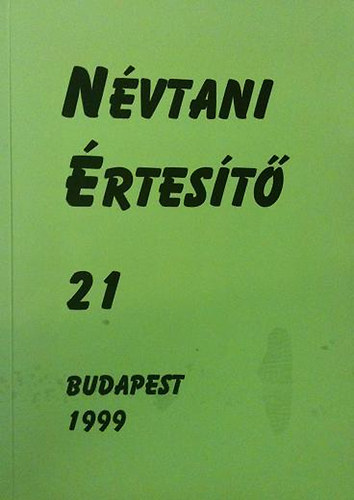 NÉVTANI
ÉRTESÍTŐ
21
BUDAPEST
1999